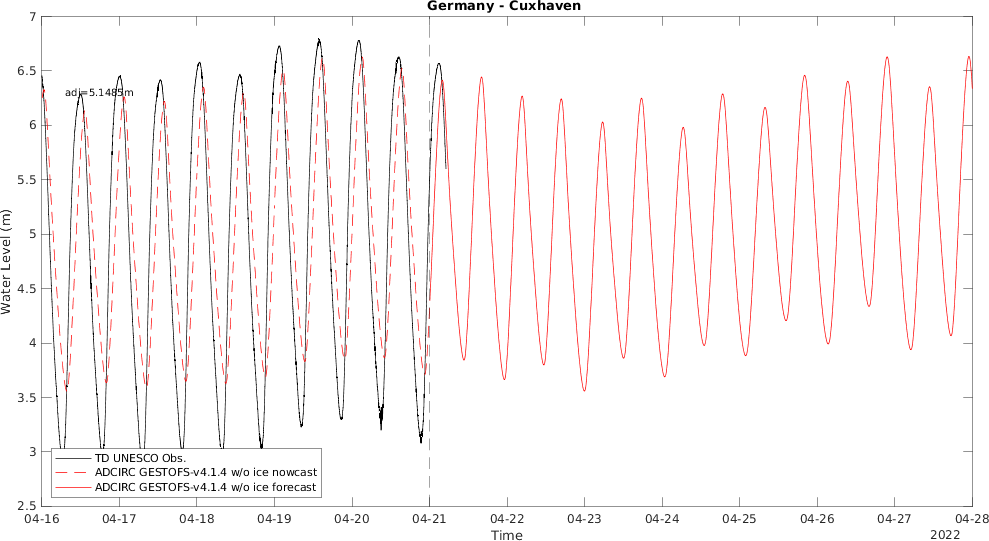 Germany - Cuxhaven
7
6.5
6
5.5
5
4.5
4
3.5
3
2.5
Water Level (m)
adj=5.1485m
TD UNESCO Obs.
ADCIRC GESTOFS-v4.1.4 w/o ice nowcast
ADCIRC GESTOFS-v4.1.4 w/o ice forecast
04-16 04-17 04-18 04-19 04-20 04-21 04-22 04-23 04-24 04-25 04-26 04-27 04-28
Time
2022